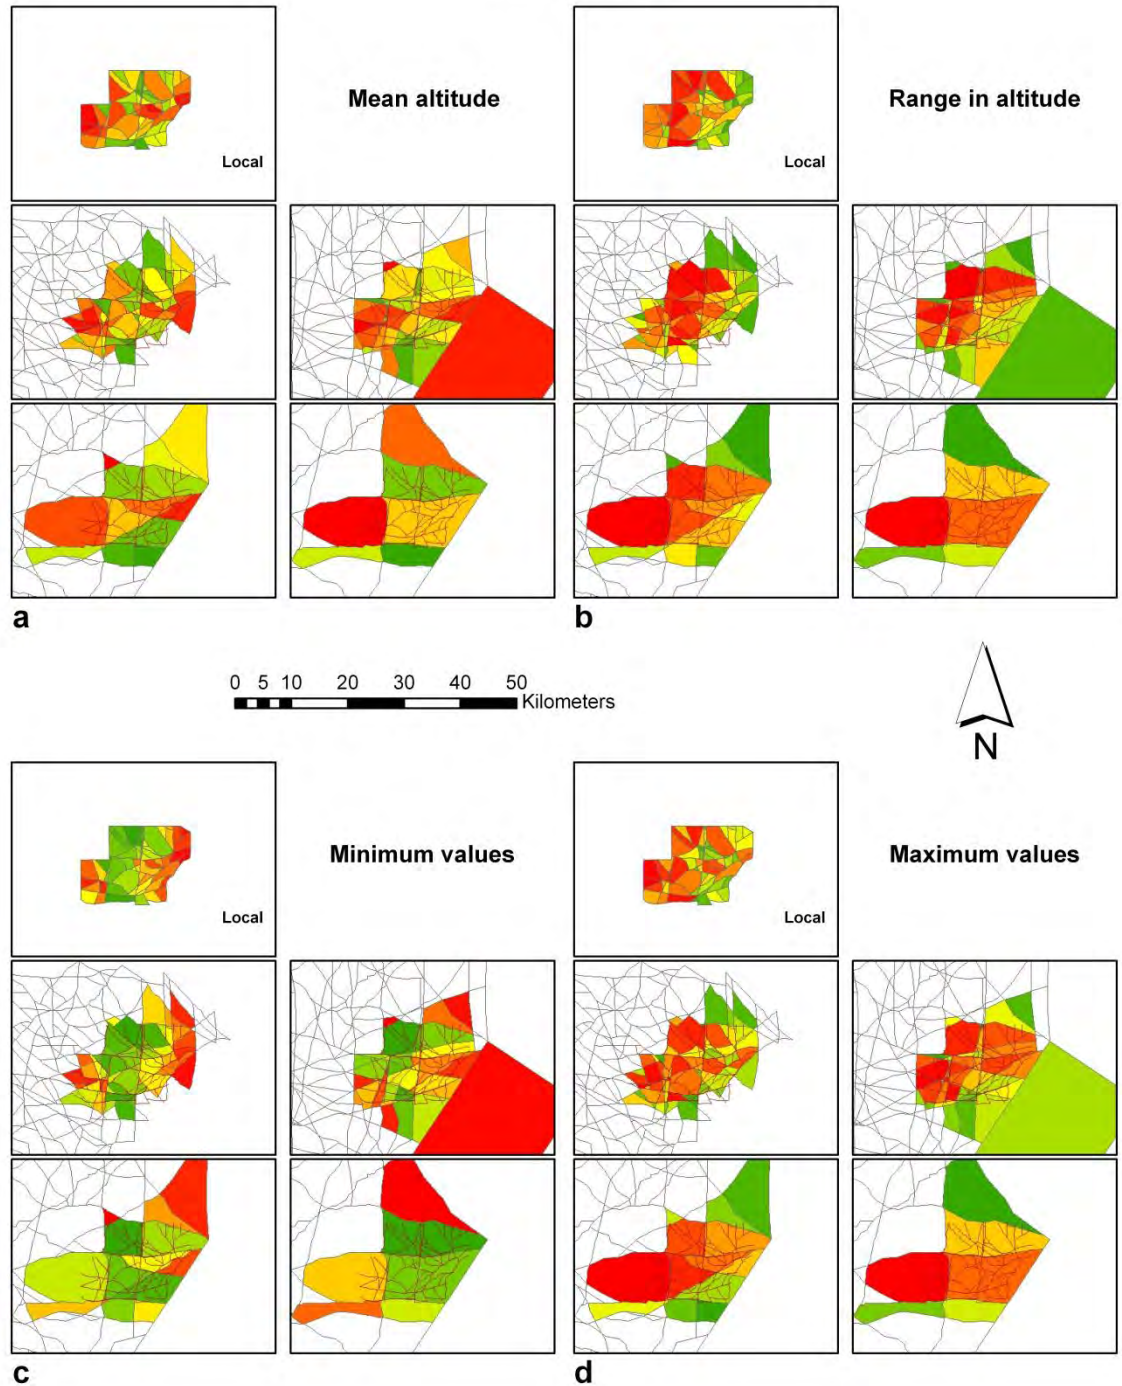 Mean altitude
Range in altitude
Local
Local
a
b
0 5 10 20 30 40 50
Kilometers
N
Minimum values
Maximum values
Local
Local
c
d